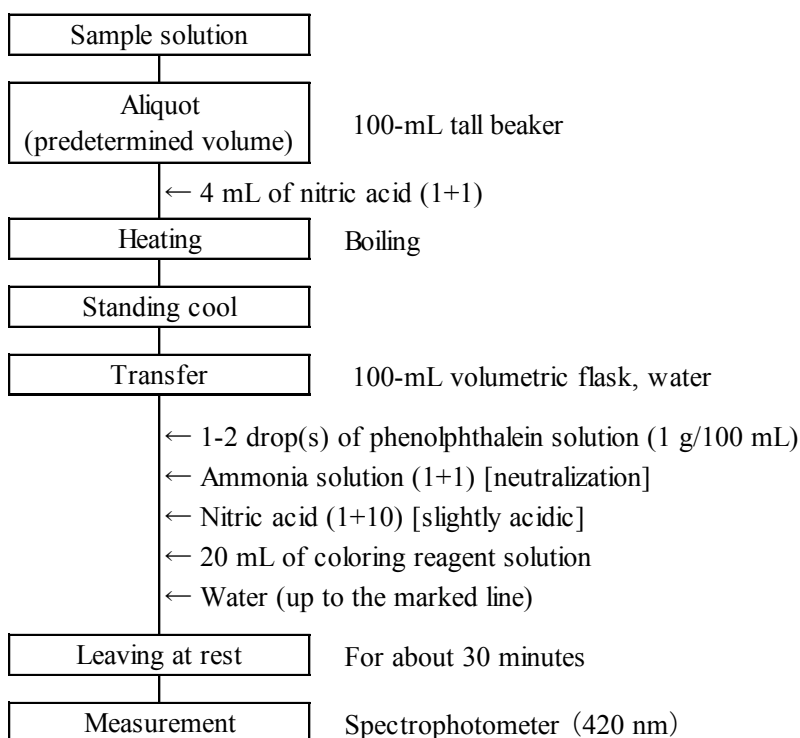 Sample solution
Aliquot
(predetermined volume)
100-mL tall beaker
← 4 mL of nitric acid (1+1)
Heating
Boiling
Standing cool
Transfer
100-mL volumetric flask, water
← 1-2 drop(s) of phenolphthalein solution (1 g/100 mL)
← Ammonia solution (1+1) [neutralization]
← Nitric acid (1+10) [slightly acidic]
← 20 mL of coloring reagent solution
← Water (up to the marked line)
Leaving at rest
For about 30 minutes
Measurement
Spectrophotometer（420 nm）